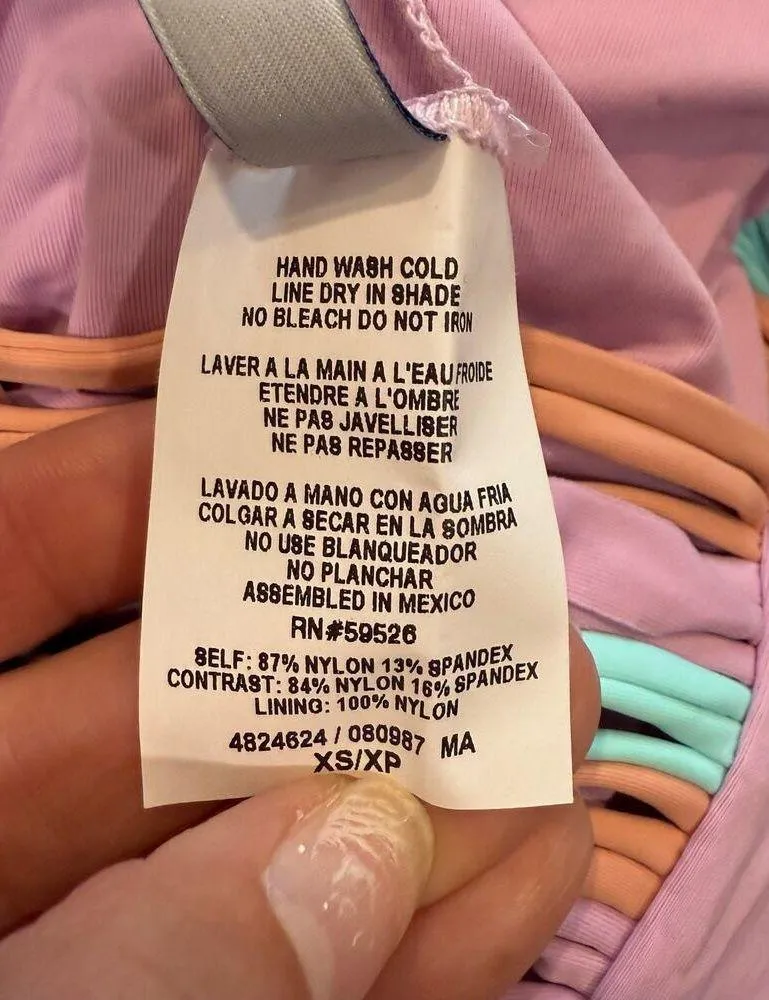 HAND WASH COLD
LINE DRY IN SHADE
NO BLEACH DO NOT IRON
LAVER A LA MAIN A L'EAU FROIDE
ETENDRE A L'OMBRE
NE PAS JAVELLISER
NE PAS REPASSER
LAVADO A MANO CON AGUA FRIA
COLGAR A SECAR EN LA SOMBRA
NO USE BLANQUEADOR
NO PLANCHAR
ASSEMBLED IN MEXICO
RN#59526
SELF: 87% NYLON 13% SPANDEX
CONTRAST: 84% NYLON 16% SPANDEX
LINING: 100% NYLON
4824624 / 080987 MA
XS/XP